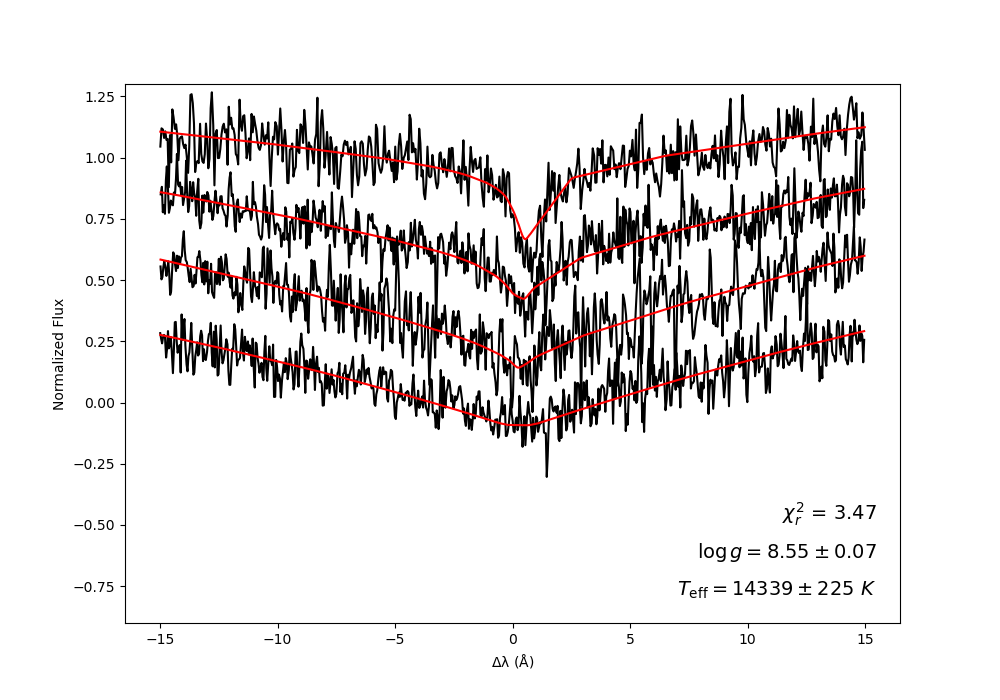 1.25
1.00
0.75
0.50
0.25
0.00
−0.25
−0.50
−0.75
Normalized Flux
χ²ᵣ = 3.47
log g = 8.55 ± 0.07
T_eff = 14339 ± 225 K
−15 −10 −5 0 5 10 15
Δλ (Å)